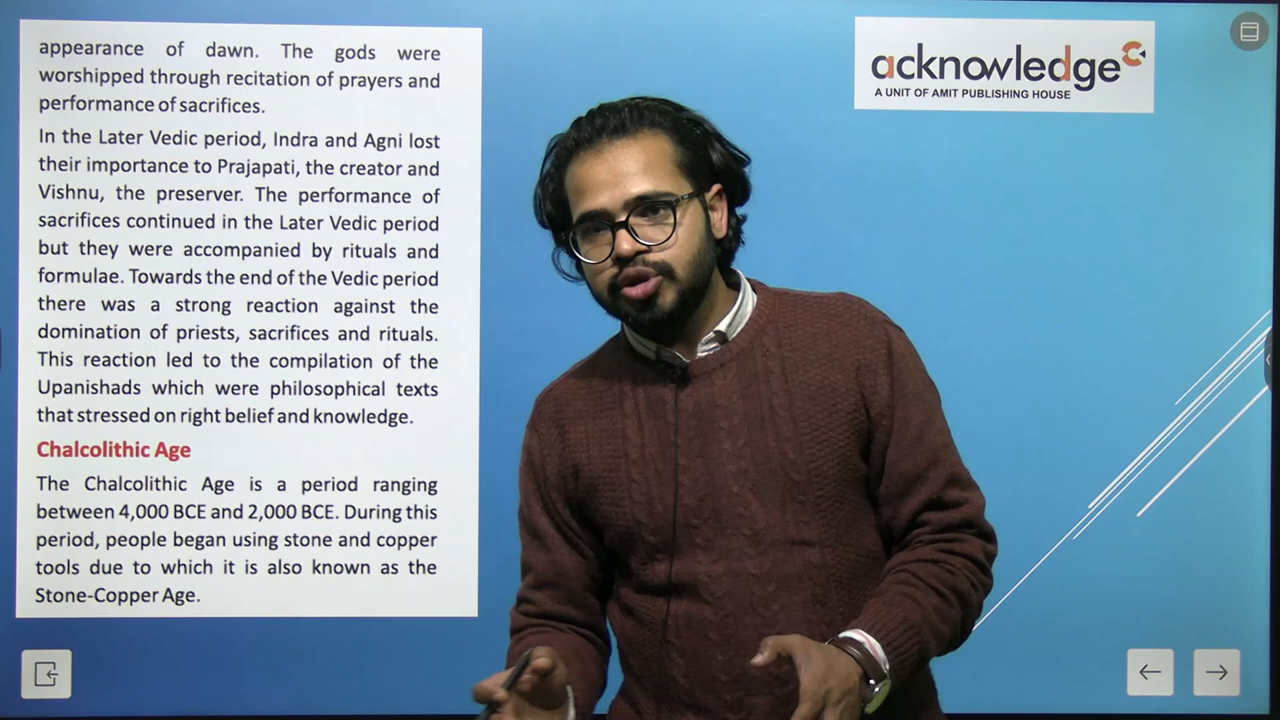 appearance of dawn. The gods were
worshipped through recitation of prayers and
performance of sacrifices.
In the Later Vedic period, Indra and Agni lost
their importance to Prajapati, the creator and
Vishnu, the preserver. The performance of
sacrifices continued in the Later Vedic period
but they were accompanied by rituals and
formulae. Towards the end of the Vedic period
there was a strong reaction against the
domination of priests, sacrifices and rituals.
This reaction led to the compilation of the
Upanishads which were philosophical texts
that stressed on right belief and knowledge.
Chalcolithic Age
The Chalcolithic Age is a period ranging
between 4,000 BCE and 2,000 BCE. During this
period, people began using stone and copper
tools due to which it is also known as the
Stone-Copper Age.
acknowledge
A UNIT OF AMIT PUBLISHING HOUSE